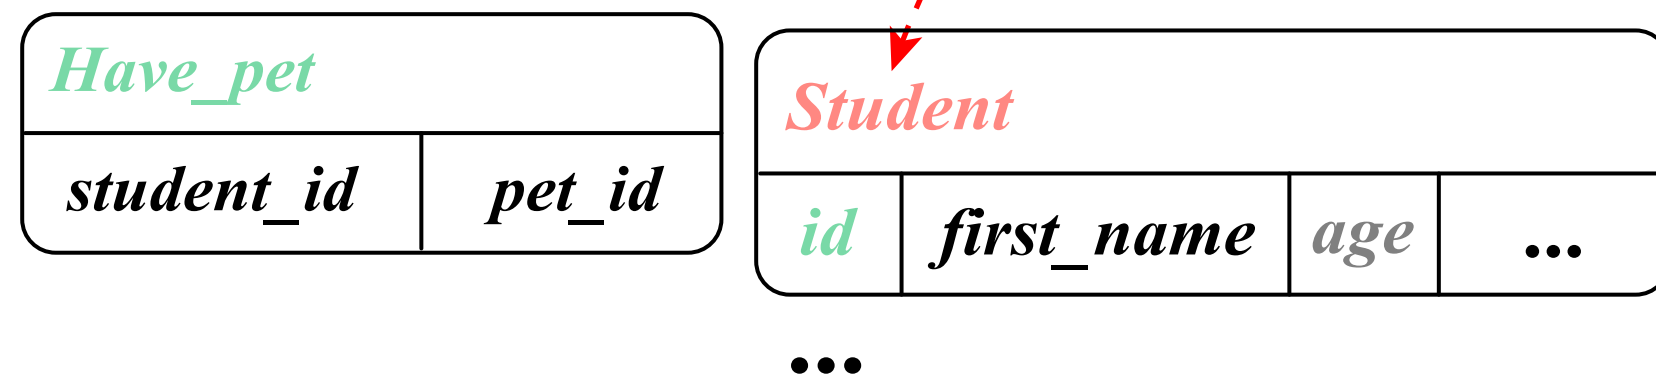 Have_pet
student_id pet_id
Student
id first_name age ...
...